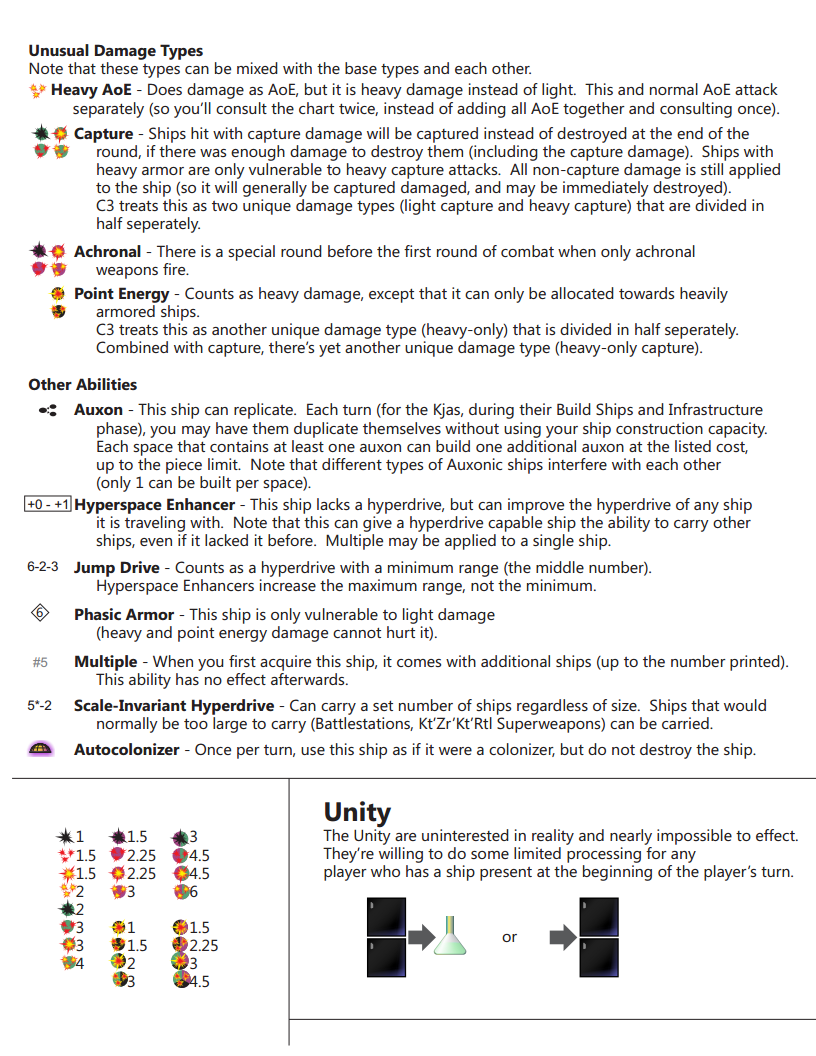 Unusual Damage Types
Note that these types can be mixed with the base types and each other.
Heavy AoE - Does damage as AoE, but it is heavy damage instead of light. This and normal AoE attack
separately (so you'll consult the chart twice, instead of adding all AoE together and consulting once).
Capture - Ships hit with capture damage will be captured instead of destroyed at the end of the
round, if there was enough damage to destroy them (including the capture damage). Ships with
heavy armor are only vulnerable to heavy capture attacks. All non-capture damage is still applied
to the ship (so it will generally be captured damaged, and may be immediately destroyed).
C3 treats this as two unique damage types (light capture and heavy capture) that are divided in
half seperately.
Achronal - There is a special round before the first round of combat when only achronal
weapons fire.
Point Energy - Counts as heavy damage, except that it can only be allocated towards heavily
armored ships.
C3 treats this as another unique damage type (heavy-only) that is divided in half seperately.
Combined with capture, there's yet another unique damage type (heavy-only capture).
Other Abilities
Auxon - This ship can replicate. Each turn (for the Kjas, during their Build Ships and Infrastructure
phase), you may have them duplicate themselves without using your ship construction capacity.
Each space that contains at least one auxon can build one additional auxon at the listed cost,
up to the piece limit. Note that different types of Auxonic ships interfere with each other
(only 1 can be built per space).
+0 - +1 Hyperspace Enhancer - This ship lacks a hyperdrive, but can improve the hyperdrive of any ship
it is traveling with. Note that this can give a hyperdrive capable ship the ability to carry other
ships, even if it lacked it before. Multiple may be applied to a single ship.
6-2-3 Jump Drive - Counts as a hyperdrive with a minimum range (the middle number).
Hyperspace Enhancers increase the maximum range, not the minimum.
6 Phasic Armor - This ship is only vulnerable to light damage
(heavy and point energy damage cannot hurt it).
#5 Multiple - When you first acquire this ship, it comes with additional ships (up to the number printed).
This ability has no effect afterwards.
5*-2 Scale-Invariant Hyperdrive - Can carry a set number of ships regardless of size. Ships that would
normally be too large to carry (Battlestations, Kt'Zr'Kt'Rtl Superweapons) can be carried.
Autocolonizer - Once per turn, use this ship as if it were a colonizer, but do not destroy the ship.
1 1.5 3
1.5 2.25 4.5
1.5 2.25 4.5
2 3 6
2
3 1 1.5
3 1.5 2.25
4 2 3
3 4.5
Unity
The Unity are uninterested in reality and nearly impossible to effect.
They're willing to do some limited processing for any
player who has a ship present at the beginning of the player's turn.
or